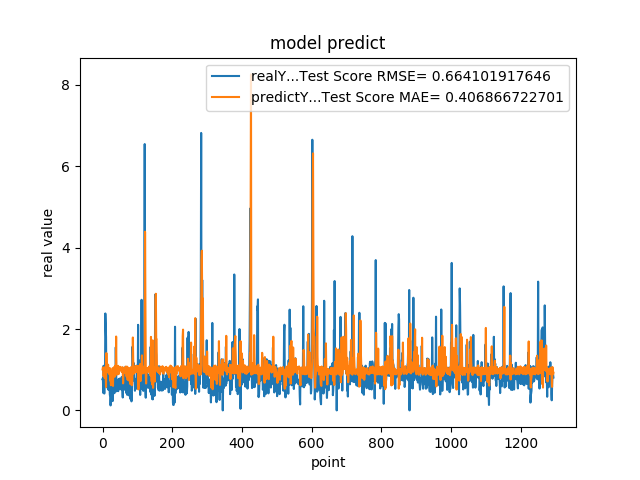 model predict
realY...Test Score RMSE= 0.664101917646
predictY...Test Score MAE= 0.406866722701
8
6
4
2
0
real value
0 200 400 600 800 1000 1200
point